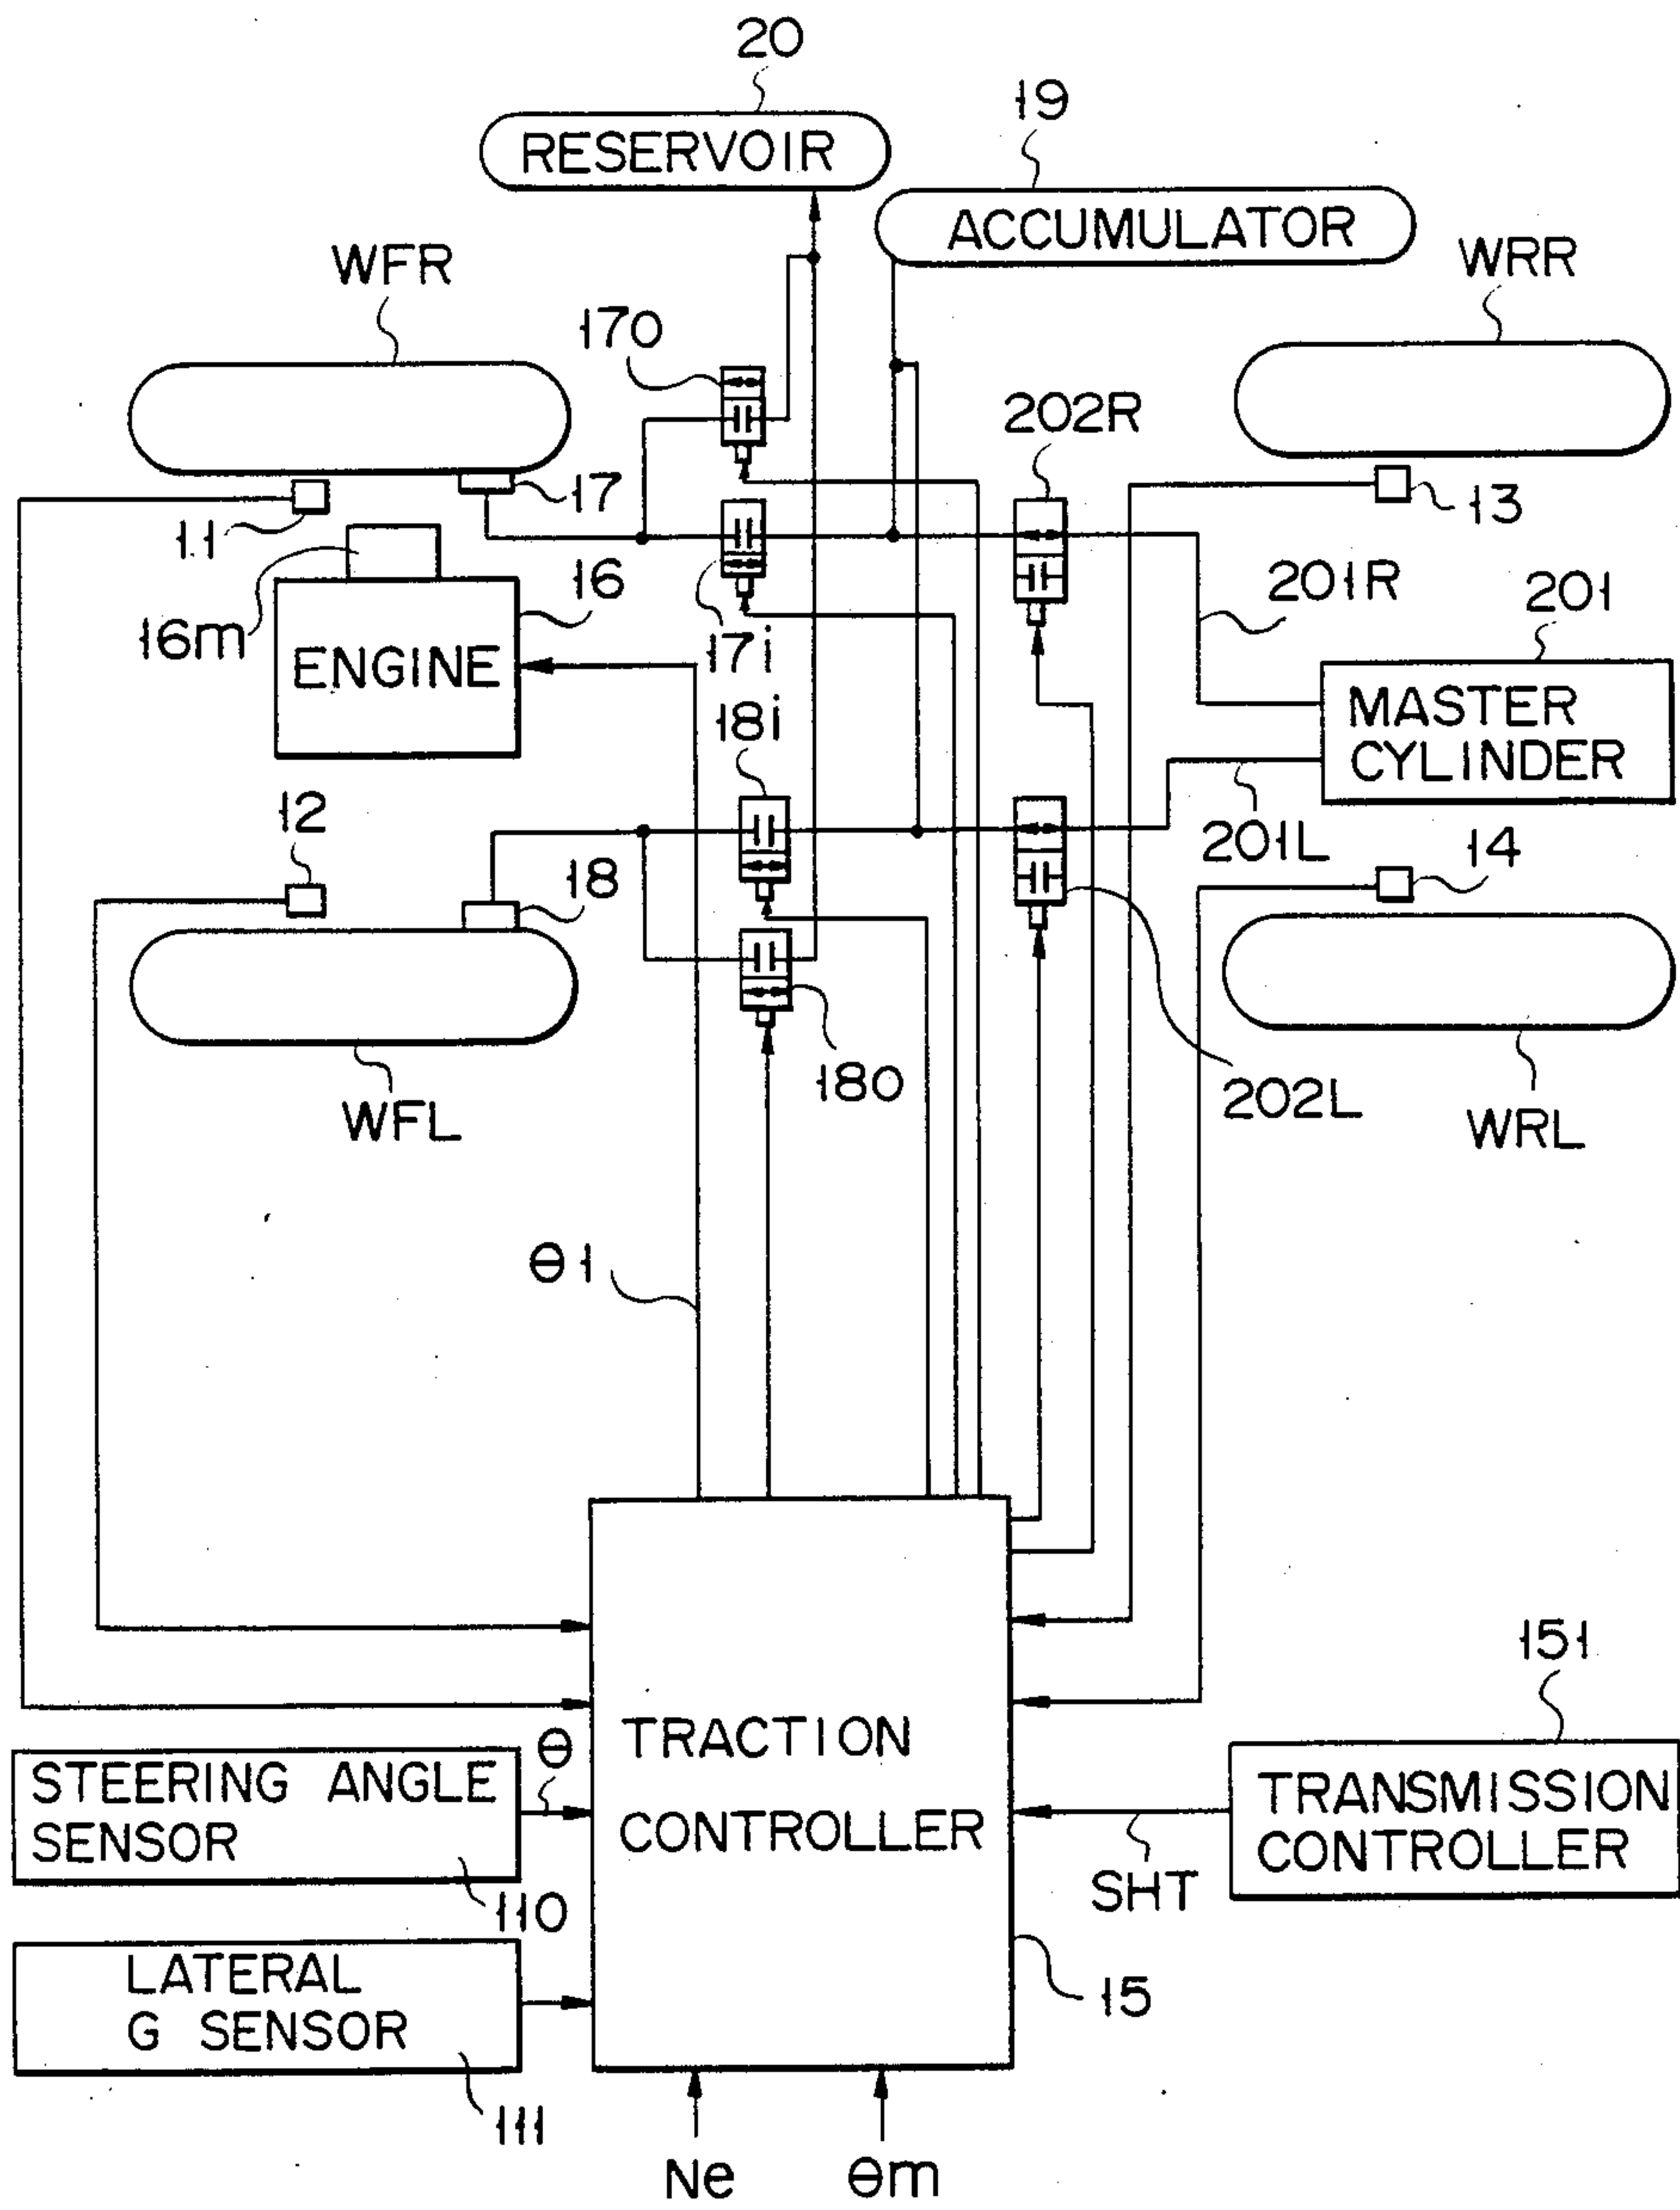 20
19
RESERVOIR
ACCUMULATOR
WFR
WRR
170
202R
17
11
13
16
201R
201
16m
17i
ENGINE
MASTER
CYLINDER
18i
12
18
201L
14
180
202L
WFL
WRL
θ1
151
TRACTION
CONTROLLER
θ
STEERING ANGLE
SENSOR
TRANSMISSION
CONTROLLER
SHT
110
LATERAL
G SENSOR
15
111
Ne
θm